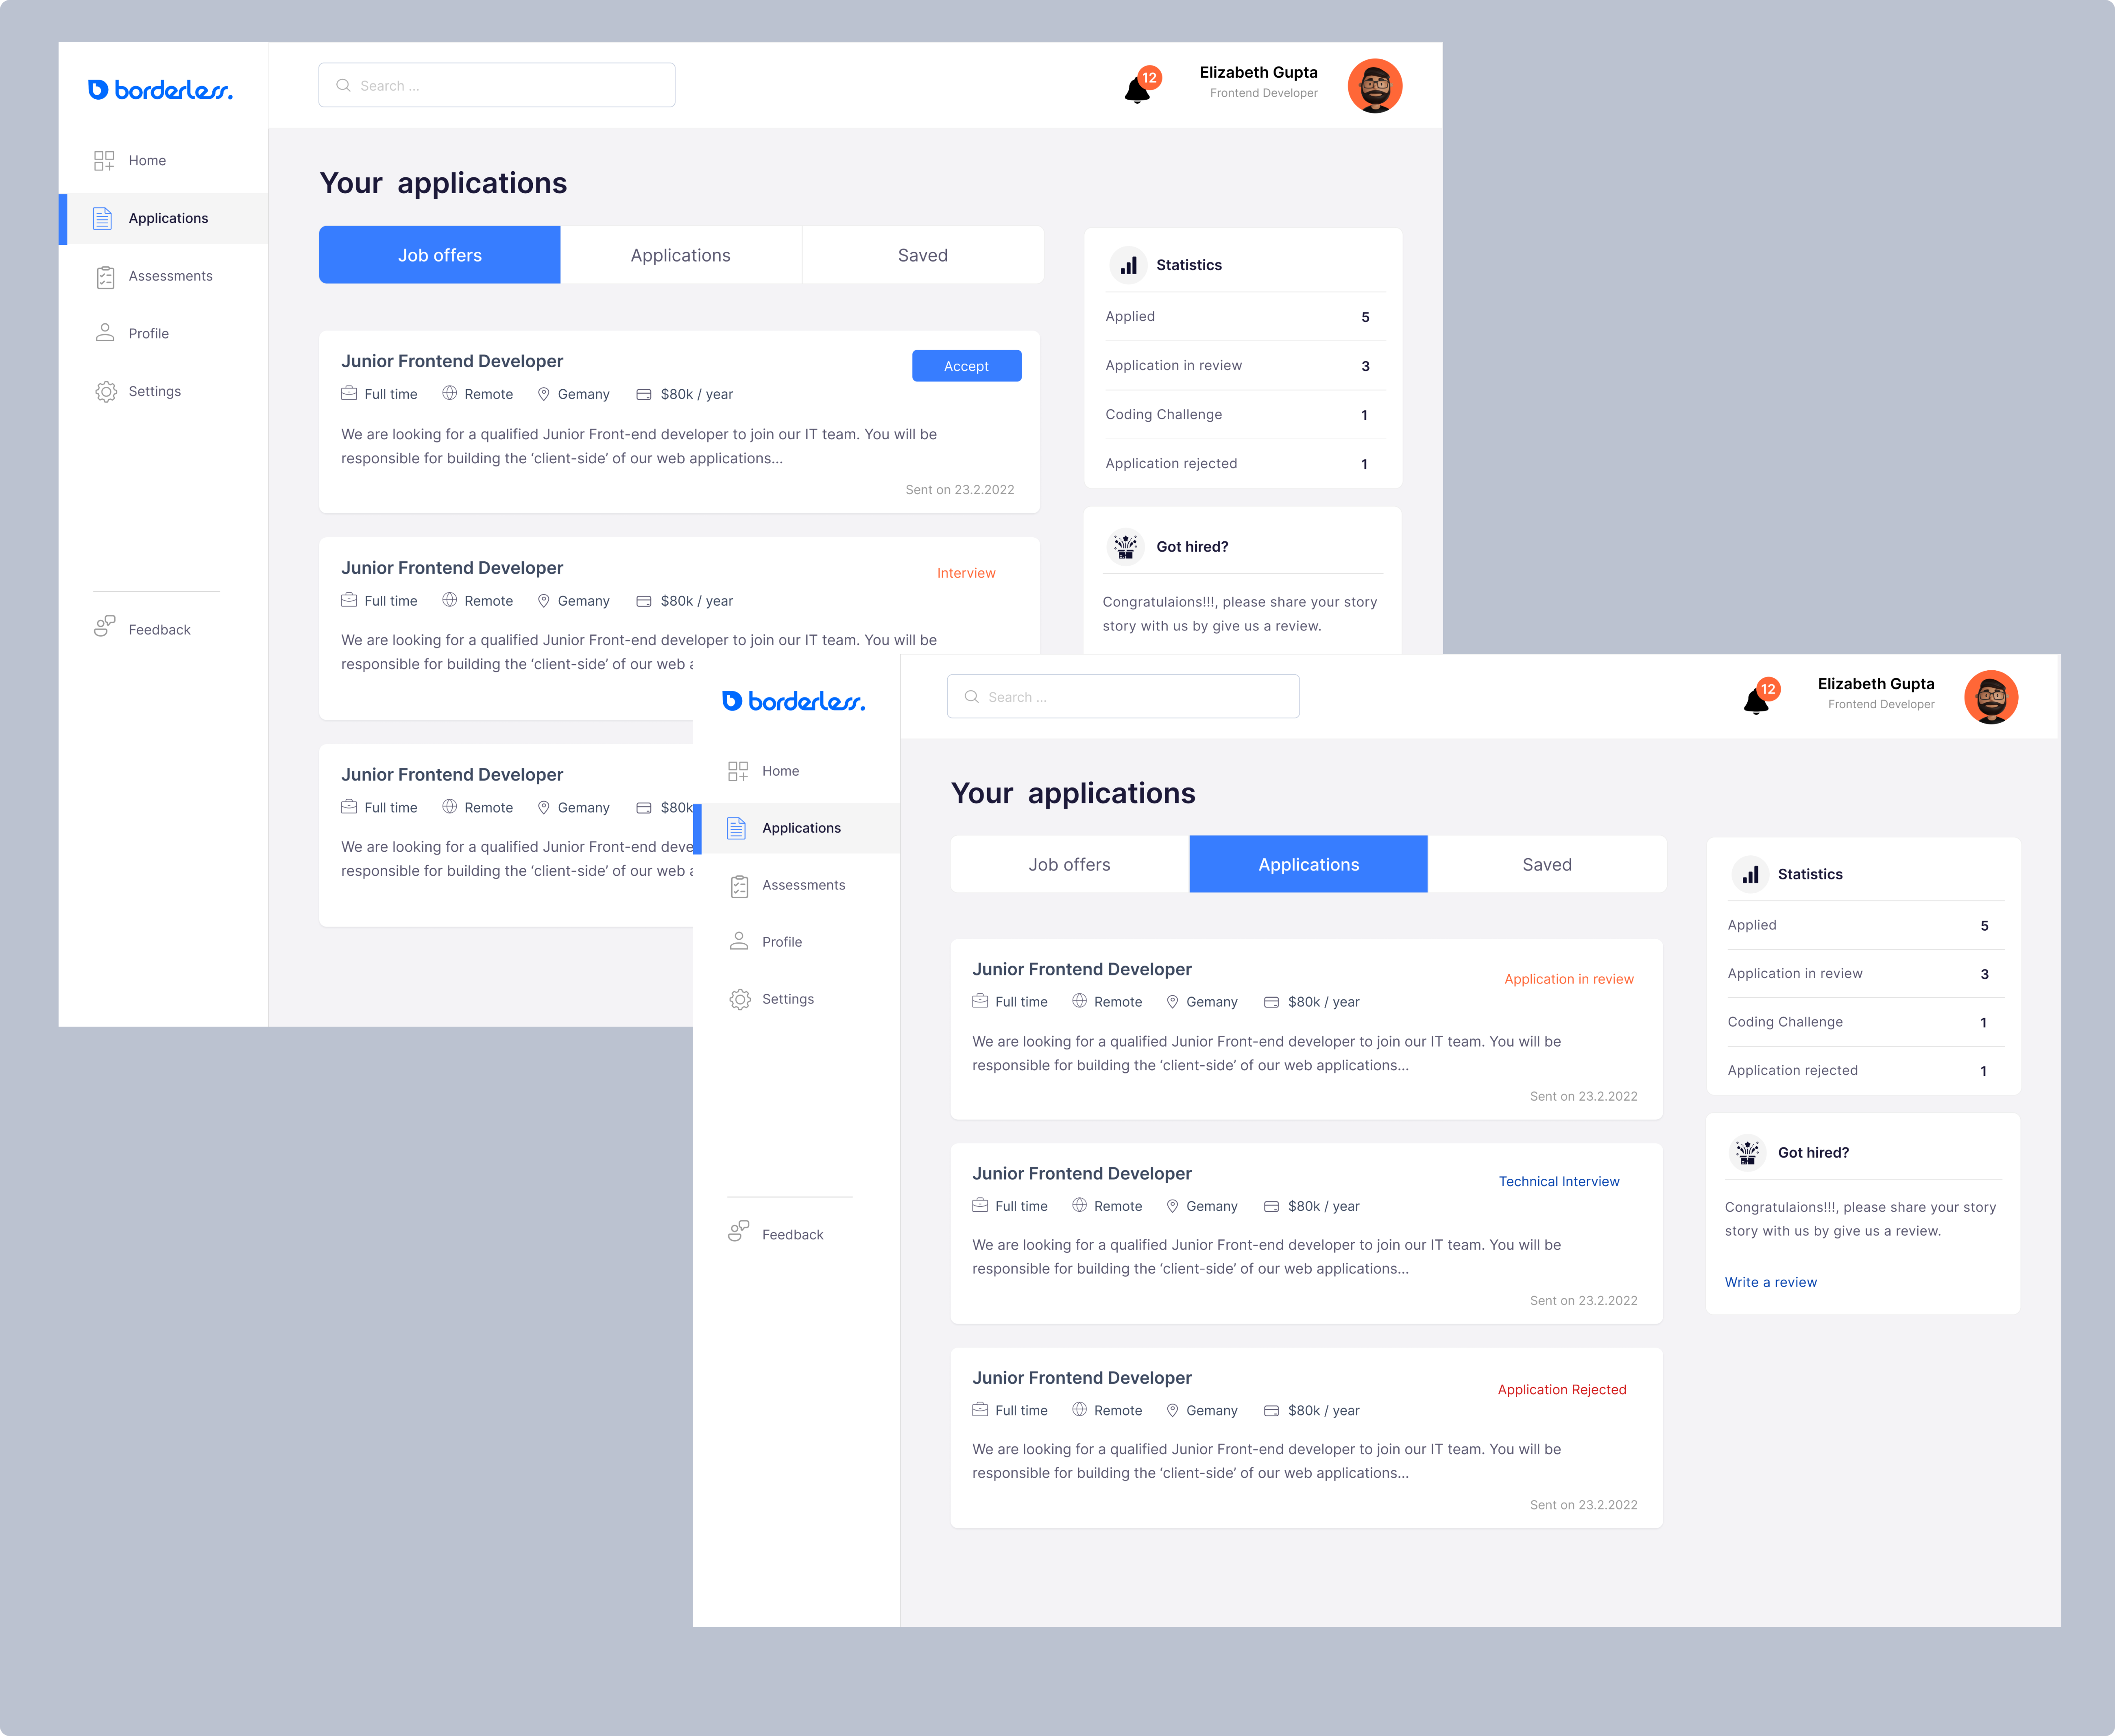 borderless.
Search ...
12
Elizabeth Gupta
Frontend Developer
Home
Applications
Assessments
Profile
Settings
Feedback
Your applications
Job offers
Applications
Saved
Junior Frontend Developer
Accept
Full time Remote Gemany $80k / year
We are looking for a qualified Junior Front-end developer to join our IT team. You will be
responsible for building the ‘client-side’ of our web applications...
Sent on 23.2.2022
Junior Frontend Developer
Interview
Full time Remote Gemany $80k / year
We are looking for a qualified Junior Front-end developer to join our IT team. You will be
responsible for building the ‘client-side’ of our web
Junior Frontend Developer
Full time Remote Gemany $80k
We are looking for a qualified Junior Front-end deve
responsible for building the ‘client-side’ of our web
Statistics
Applied 5
Application in review 3
Coding Challenge 1
Application rejected 1
Got hired?
Congratulaions!!!, please share your story
story with us by give us a review.
borderless.
Search ...
12
Elizabeth Gupta
Frontend Developer
Home
Applications
Assessments
Profile
Settings
Feedback
Your applications
Job offers
Applications
Saved
Junior Frontend Developer
Application in review
Full time Remote Gemany $80k / year
We are looking for a qualified Junior Front-end developer to join our IT team. You will be
responsible for building the ‘client-side’ of our web applications...
Sent on 23.2.2022
Junior Frontend Developer
Technical Interview
Full time Remote Gemany $80k / year
We are looking for a qualified Junior Front-end developer to join our IT team. You will be
responsible for building the ‘client-side’ of our web applications...
Sent on 23.2.2022
Junior Frontend Developer
Application Rejected
Full time Remote Gemany $80k / year
We are looking for a qualified Junior Front-end developer to join our IT team. You will be
responsible for building the ‘client-side’ of our web applications...
Sent on 23.2.2022
Statistics
Applied 5
Application in review 3
Coding Challenge 1
Application rejected 1
Got hired?
Congratulaions!!!, please share your story
story with us by give us a review.
Write a review